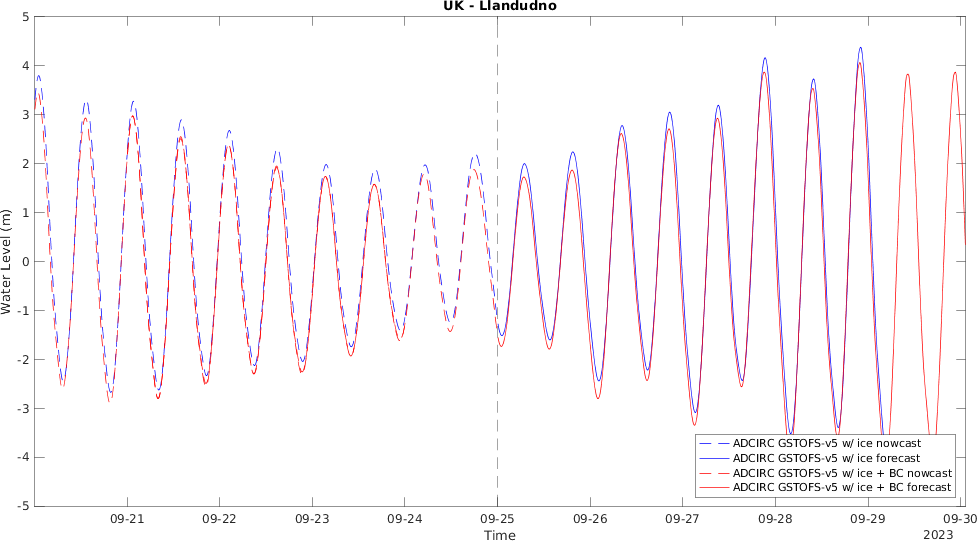 UK - Llandudno
5
4
3
2
1
0
-1
-2
-3
-4
-5
Water Level (m)
ADCIRC GSTOFS-v5 w/ ice nowcast
ADCIRC GSTOFS-v5 w/ ice forecast
ADCIRC GSTOFS-v5 w/ ice + BC nowcast
ADCIRC GSTOFS-v5 w/ ice + BC forecast
09-21 09-22 09-23 09-24 09-25 09-26 09-27 09-28 09-29 09-30
Time
2023